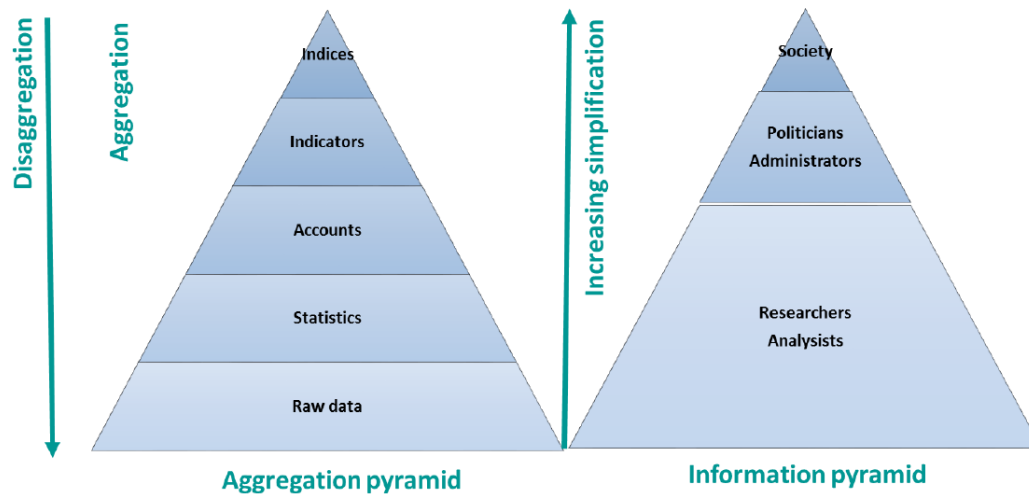 Disaggregation
Aggregation
Indices
Indicators
Accounts
Statistics
Raw data
Aggregation pyramid
Increasing simplification
Society
Politicians
Administrators
Researchers
Analysists
Information pyramid